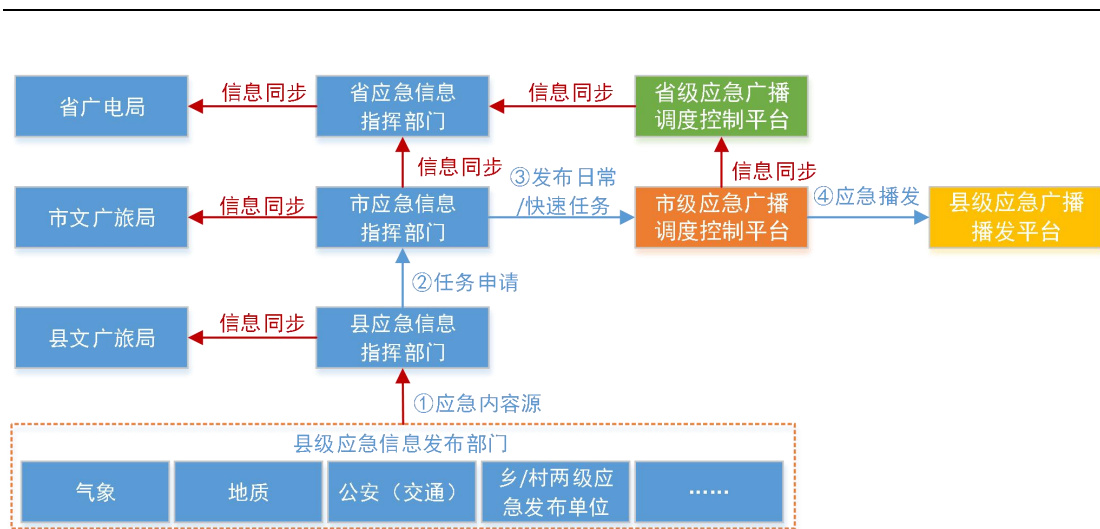 省广电局
信息同步
省应急信息
指挥部门
信息同步
省级应急广播
调度控制平台
信息同步
信息同步
市文广旅局
信息同步
市应急信息
指挥部门
③发布日常
/快速任务
市级应急广播
调度控制平台
④应急播发
县级应急广播
播发平台
②任务申请
县文广旅局
信息同步
县应急信息
指挥部门
①应急内容源
县级应急信息发布部门
气象
地质
公安（交通）
乡/村两级应
急发布单位
……